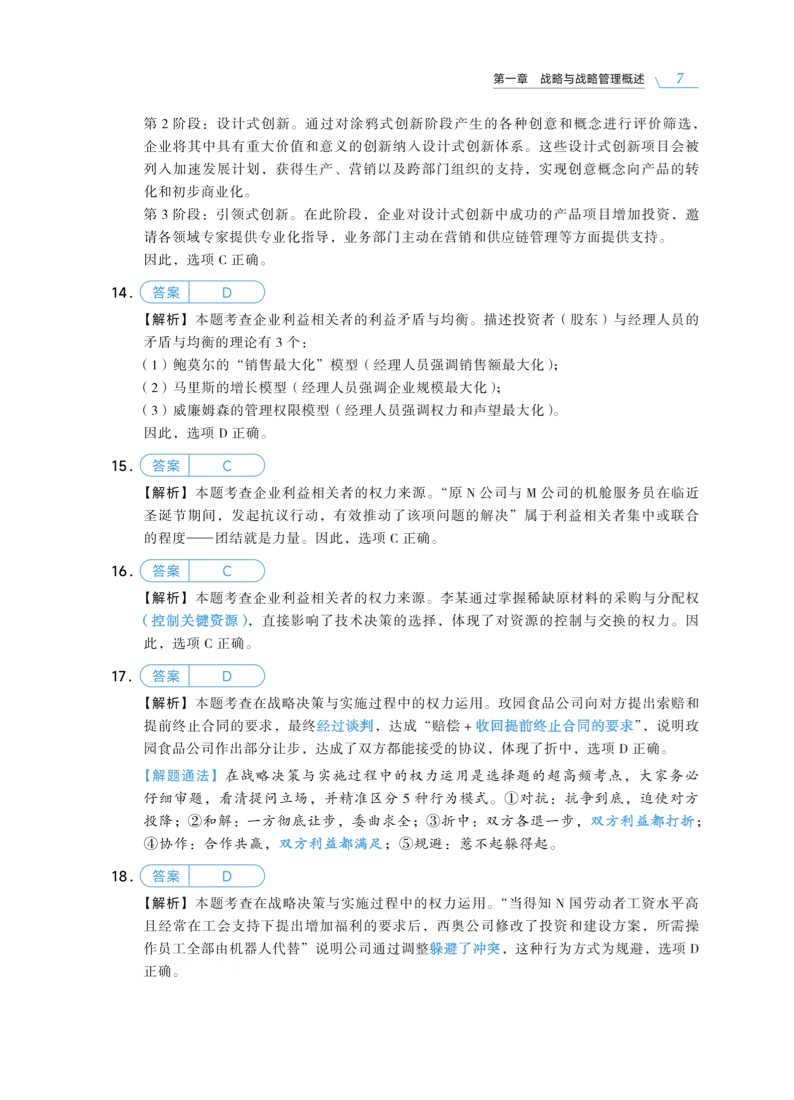 第一章 战略与战略管理概述 7
第 2 阶段：设计式创新。通过对涂鸦式创新阶段产生的各种创意和概念进行评价筛选，
企业将其中具有重大价值和意义的创新纳入设计式创新体系。这些设计式创新项目会被
列入加速发展计划，获得生产、营销以及跨部门组织的支持，实现创意概念向产品的转
化和初步商业化。
第 3 阶段：引领式创新。在此阶段，企业对设计式创新中成功的产品项目增加投资，邀
请各领域专家提供专业化指导，业务部门主动在营销和供应链管理等方面提供支持。
因此，选项 C 正确。
14. 答案 D
【解析】本题考查企业利益相关者的利益矛盾与均衡。描述投资者（股东）与经理人员的
矛盾与均衡的理论有 3 个：
（1）鲍莫尔的“销售最大化”模型（经理人员强调销售额最大化）；
（2）马里斯的增长模型（经理人员强调企业规模最大化）；
（3）威廉姆森的管理权限模型（经理人员强调权力和声望最大化）。
因此，选项 D 正确。
15. 答案 C
【解析】本题考查企业利益相关者的权力来源。“原 N 公司与 M 公司的机舱服务员在临近
圣诞节期间，发起抗议行动，有效推动了该项问题的解决”属于利益相关者集中或联合
的程度——团结就是力量。因此，选项 C 正确。
16. 答案 C
【解析】本题考查企业利益相关者的权力来源。李某通过掌握稀缺原材料的采购与分配权
（控制关键资源），直接影响了技术决策的选择，体现了对资源的控制与交换的权力。因
此，选项 C 正确。
17. 答案 D
【解析】本题考查在战略决策与实施过程中的权力运用。玫园食品公司向对方提出索赔和
提前终止合同的要求，最终经过谈判，达成“赔偿 + 收回提前终止合同的要求”，说明玫
园食品公司作出部分让步，达成了双方都能接受的协议，体现了折中，选项 D 正确。
【解题通法】在战略决策与实施过程中的权力运用是选择题的超高频考点，大家务必
仔细审题，看清提问立场，并精准区分 5 种行为模式。①对抗：抗争到底，迫使对方
投降；②和解：一方彻底让步，委曲求全；③折中：双方各退一步，双方利益都打折；
④协作：合作共赢，双方利益都满足；⑤规避：惹不起躲得起。
18. 答案 D
【解析】本题考查在战略决策与实施过程中的权力运用。“当得知 N 国劳动者工资水平高
且经常在工会支持下提出增加福利的要求后，西奥公司修改了投资和建设方案，所需操
作员工全部由机器人代替”说明公司通过调整躲避了冲突，这种行为方式为规避，选项 D
正确。